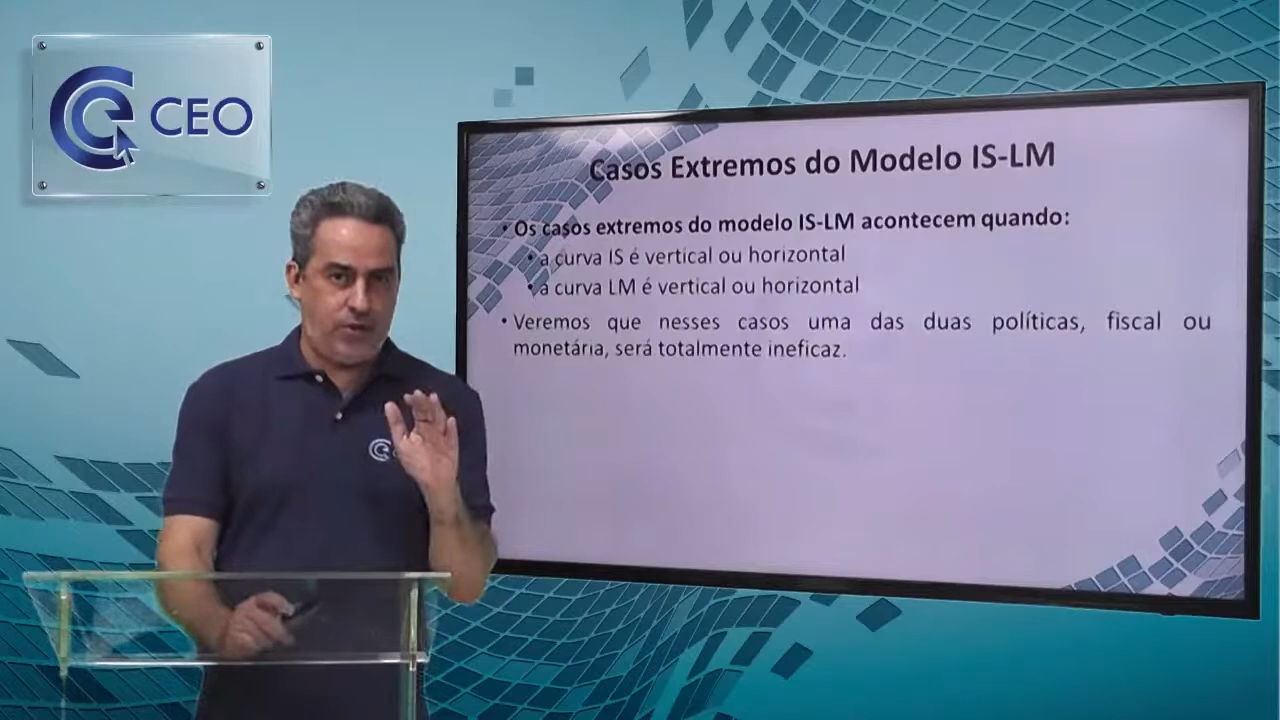 CEO
Casos Extremos do Modelo IS-LM
• Os casos extremos do modelo IS-LM acontecem quando:
• a curva IS é vertical ou horizontal
• a curva LM é vertical ou horizontal
• Veremos que nesses casos uma das duas políticas, fiscal ou
monetária, será totalmente ineficaz.